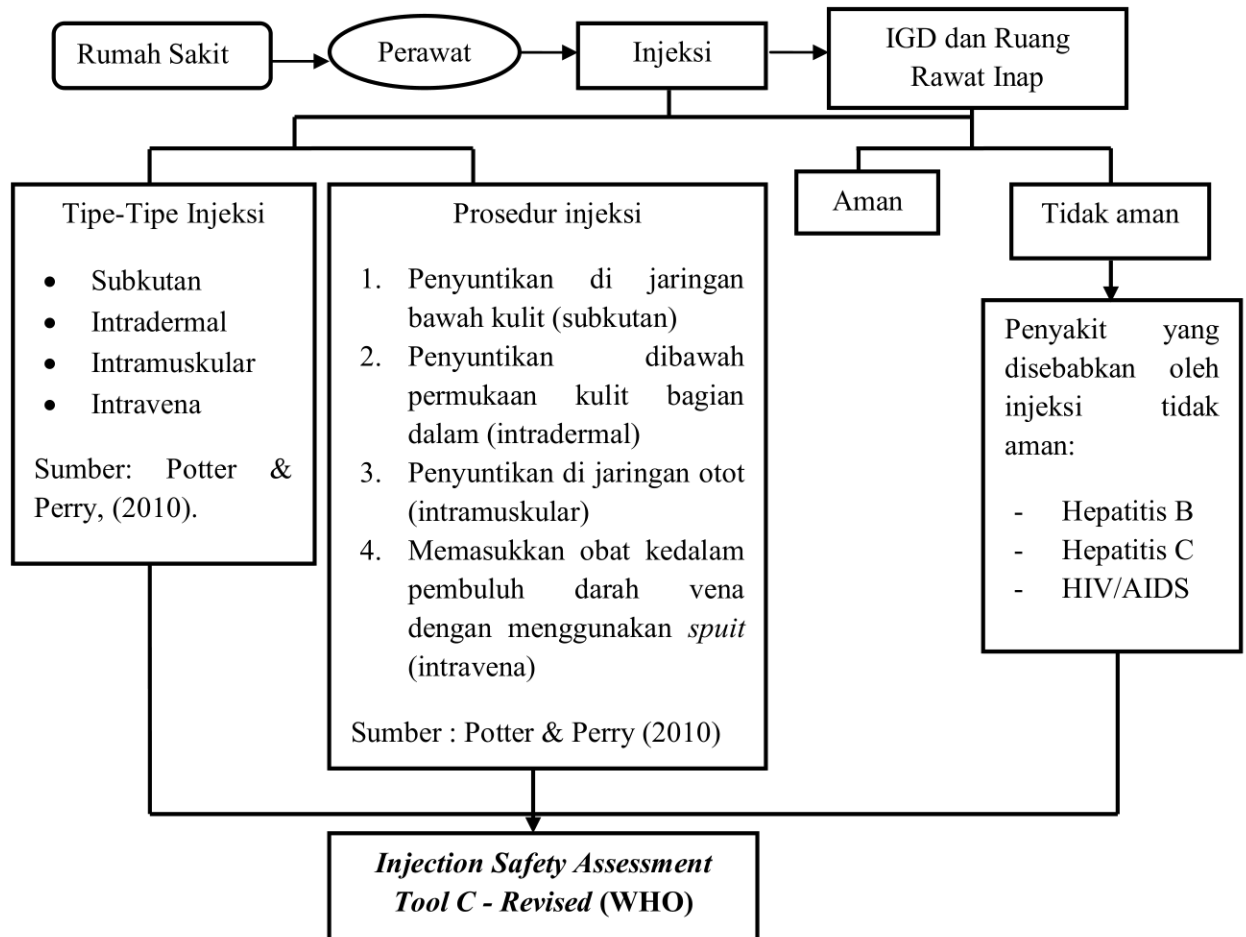 Rumah Sakit
Perawat
Injeksi
IGD dan Ruang
Rawat Inap
Tipe-Tipe Injeksi
• Subkutan
• Intradermal
• Intramuskular
• Intravena
Sumber: Potter &
Perry, (2010).
Prosedur injeksi
1. Penyuntikan di jaringan
bawah kulit (subkutan)
2. Penyuntikan dibawah
permukaan kulit bagian
dalam (intradermal)
3. Penyuntikan di jaringan otot
(intramuskular)
4. Memasukkan obat kedalam
pembuluh darah vena
dengan menggunakan spuit
(intravena)
Sumber : Potter & Perry (2010)
Aman
Tidak aman
Penyakit yang
disebabkan oleh
injeksi tidak
aman:
- Hepatitis B
- Hepatitis C
- HIV/AIDS
Injection Safety Assessment
Tool C - Revised (WHO)